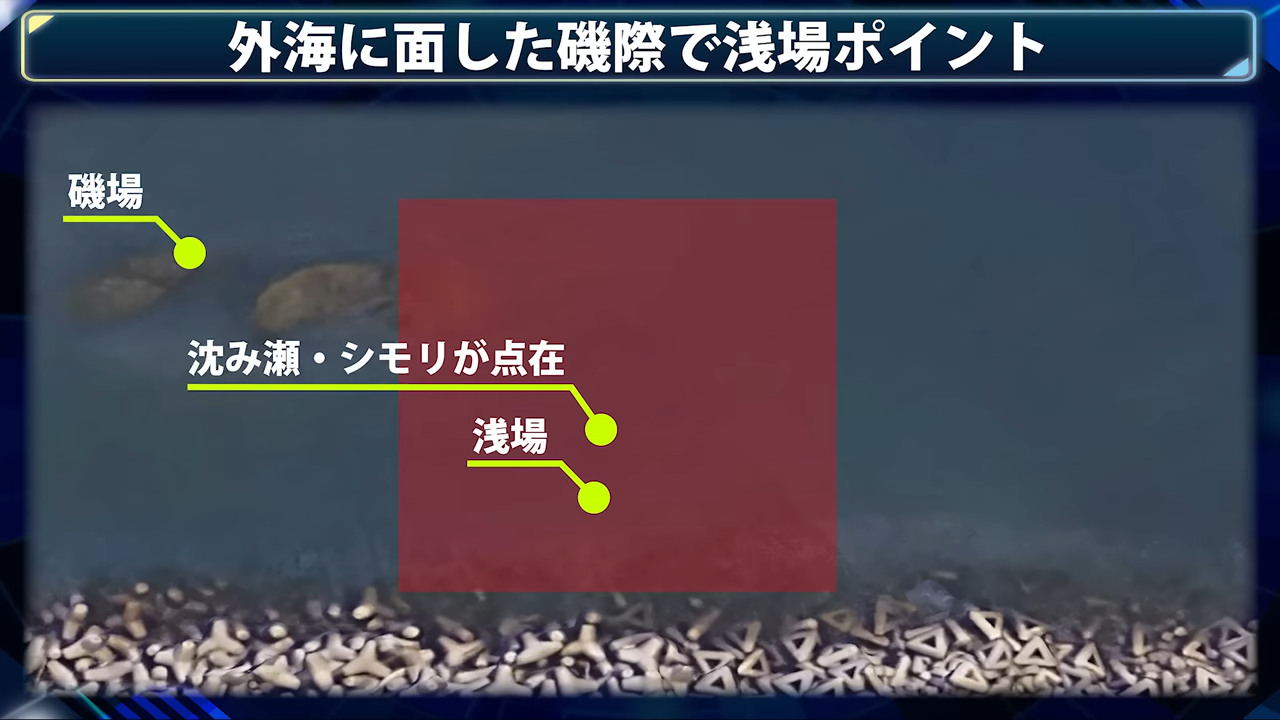 外海に面した磯際で浅場ポイント
磯場
沈み瀬・シモリが点在
浅場